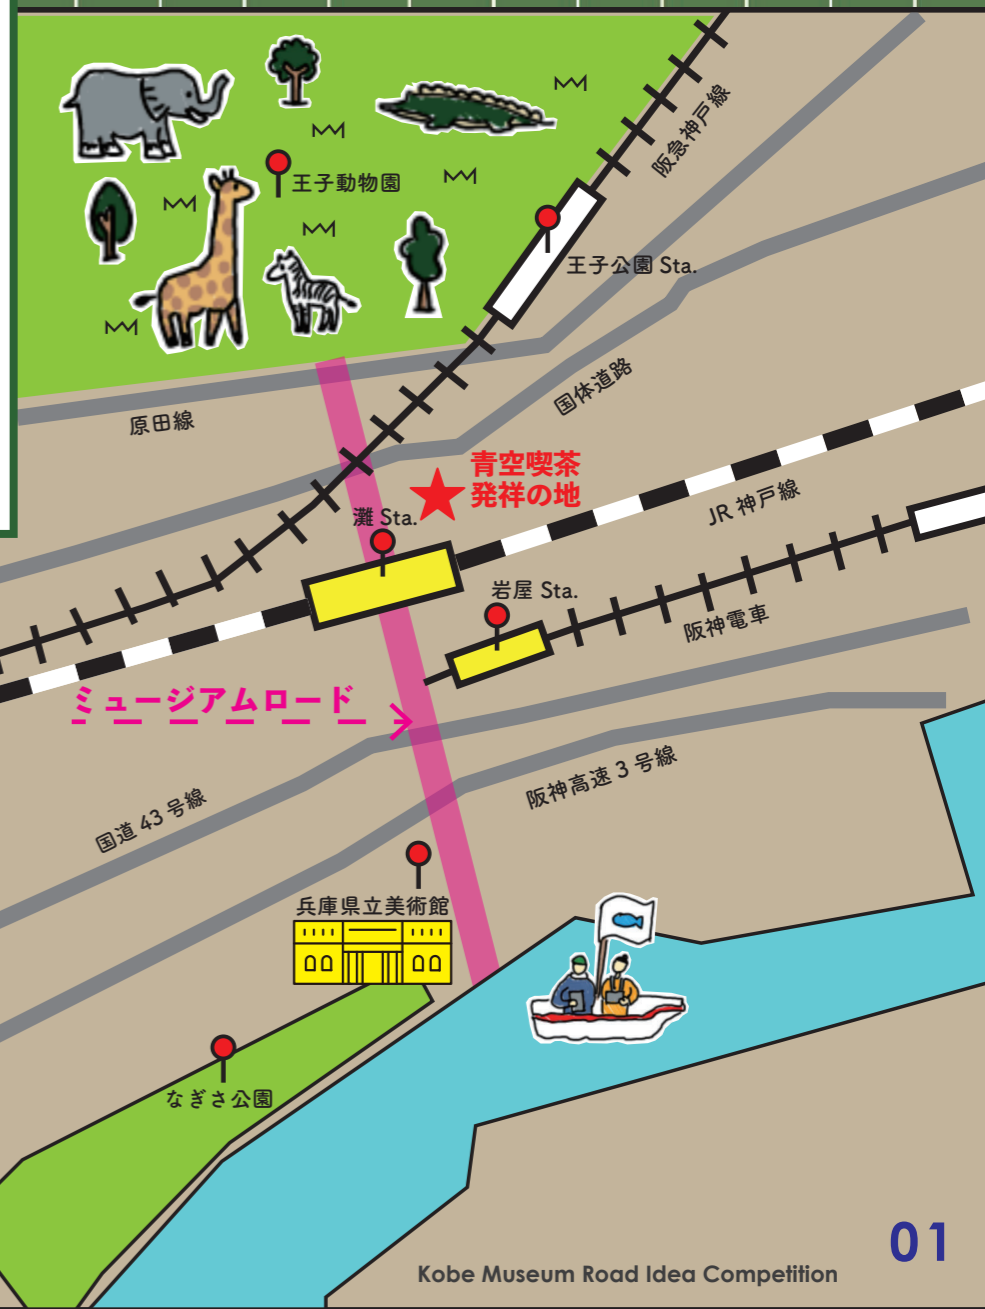 阪急神戸線
王子動物園
王子公園 Sta.
国体道路
原田線
青空喫茶
発祥の地
JR 神戸線
灘 Sta.
岩屋 Sta.
阪神電車
ミュージアムロード
阪神高速 3 号線
国道 43 号線
兵庫県立美術館
なぎさ公園
01
Kobe Museum Road Idea Competition